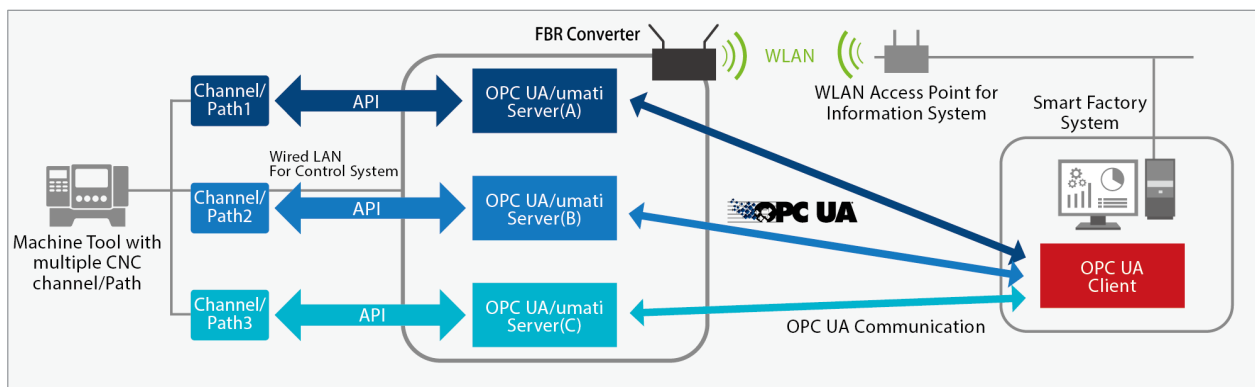 FBR Converter
WLAN
WLAN Access Point for
Information System
Smart Factory
System
Channel/
Path1
API
OPC UA/umati
Server(A)
Wired LAN
For Control System
Channel/
Path2
API
OPC UA/umati
Server(B)
OPC UA
Machine Tool with
multiple CNC
channel/Path
OPC UA
Client
Channel/
Path3
API
OPC UA/umati
Server(C)
OPC UA Communication